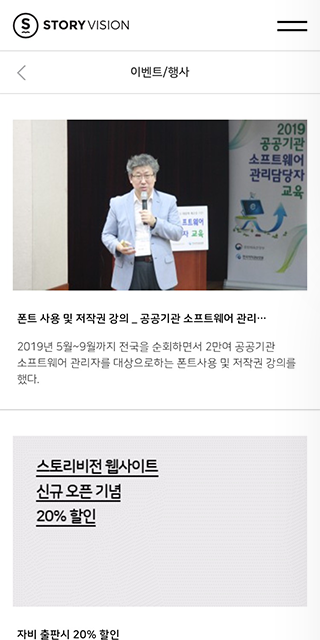 S STORY VISION
이벤트/행사
2019
공공기관
소프트웨어
관리담당자
교육
프트웨어
자 교육
폰트 사용 및 저작권 강의 _ 공공기관 소프트웨어 관리…
2019년 5월~9월까지 전국을 순회하면서 2만여 공공기관
소프트웨어 관리자를 대상으로하는 폰트사용 및 저작권 강의를
했다.
스토리비전 웹사이트
신규 오픈 기념
20% 할인
자비 출판시 20% 할인